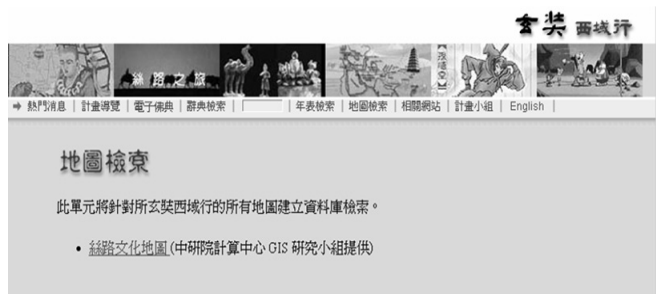 玄奘西域行
絲路之旅
➡ 熱門消息 | 計畫導覽 | 電子佛典 | 辭典檢索 | | 年表檢索 | 地圖檢索 | 相關網站 | 計畫小組 | English |
地圖檢索
此單元將針對所玄奘西域行的所有地圖建立資料庫檢索。
• 絲路文化地圖(中研院計算中心 GIS 研究小組提供)